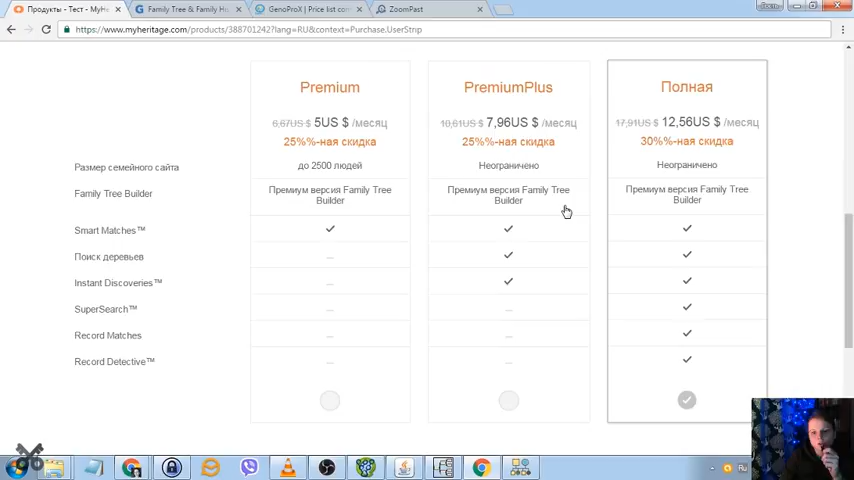 Продукты - Тест - MyHe
Family Tree & Family Hi
GenoProX | Price list com
ZoomPast
Гость
https://www.myheritage.com/products/388701242?lang=RU&context=Purchase.UserStrip
Premium
PremiumPlus
Полная
6,67US $ 5US $ /месяц
10,61US $ 7,96US $ /месяц
17,91US $ 12,56US $ /месяц
25%%-ная скидка
25%%-ная скидка
30%%-ная скидка
Размер семейного сайта
до 2500 людей
Неограничено
Неограничено
Family Tree Builder
Премиум версия Family Tree
Builder
Премиум версия Family Tree
Builder
Премиум версия Family Tree
Builder
Smart Matches™
Поиск деревьев
Instant Discoveries™
SuperSearch™
Record Matches
Record Detective™
Ru